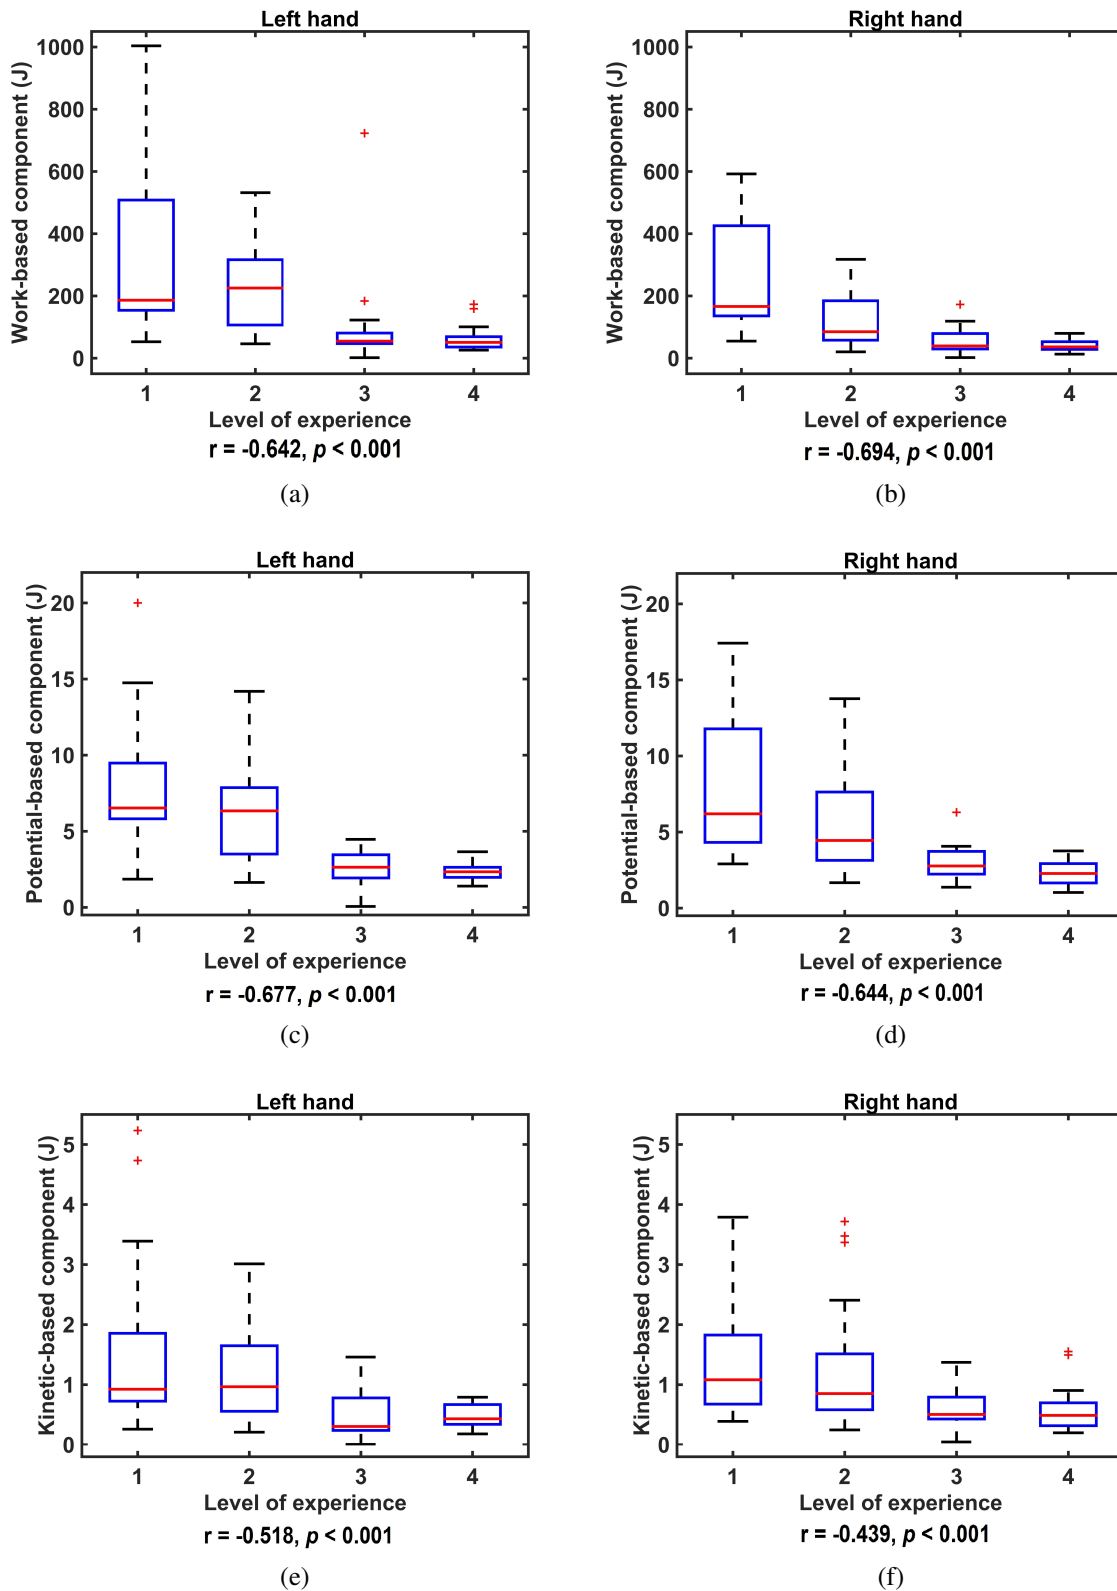 Left hand
Work-based component (J)
1000
800
600
400
200
0
1 2 3 4
Level of experience
r = -0.642, p < 0.001
(a)
Right hand
Work-based component (J)
1000
800
600
400
200
0
1 2 3 4
Level of experience
r = -0.694, p < 0.001
(b)
Left hand
Potential-based component (J)
20
15
10
5
0
1 2 3 4
Level of experience
r = -0.677, p < 0.001
(c)
Right hand
Potential-based component (J)
20
15
10
5
0
1 2 3 4
Level of experience
r = -0.644, p < 0.001
(d)
Left hand
Kinetic-based component (J)
5
4
3
2
1
0
1 2 3 4
Level of experience
r = -0.518, p < 0.001
(e)
Right hand
Kinetic-based component (J)
5
4
3
2
1
0
1 2 3 4
Level of experience
r = -0.439, p < 0.001
(f)